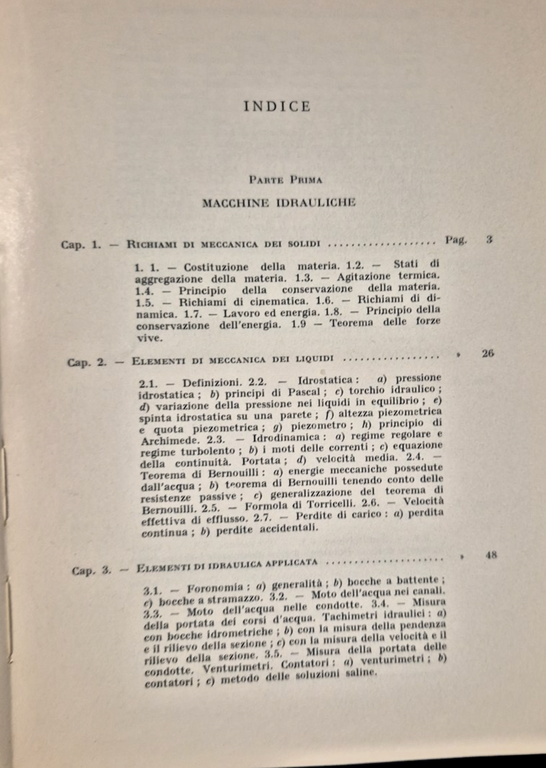 INDICE
PARTE PRIMA
MACCHINE IDRAULICHE
Cap. 1. — RICHIAMI DI MECCANICA DEI SOLIDI .................. Pag. 3
1. 1. — Costituzione della materia. 1.2. — Stati di
aggregazione della materia. 1.3. — Agitazione termica.
1.4. — Principio della conservazione della materia.
1.5. — Richiami di cinematica. 1.6. — Richiami di di-
namica. 1.7. — Lavoro ed energia. 1.8. — Principio della
conservazione dell'energia. 1.9 — Teorema delle forze
vive.
Cap. 2. — ELEMENTI DI MECCANICA DEI LIQUIDI ................ » 26
2.1. — Definizioni. 2.2. — Idrostatica : a) pressione
idrostatica ; b) principi di Pascal ; c) torchio idraulico ;
d) variazione della pressione nei liquidi in equilibrio ; e)
spinta idrostatica su una parete ; f) altezza piezometrica
e quota piezometrica ; g) piezometro ; h) principio di
Archimede. 2.3. — Idrodinamica : a) regime regolare e
regime turbolento ; b) i moti delle correnti ; c) equazione
della continuità. Portata ; d) velocità media. 2.4. —
Teorema di Bernouilli : a) energie meccaniche possedute
dall'acqua ; b) teorema di Bernouilli tenendo conto delle
resistenze passive ; c) generalizzazione del teorema di
Bernouilli. 2.5. — Formola di Torricelli. 2.6. — Velocità
effettiva di efflusso. 2.7. — Perdite di carico : a) perdita
continua ; b) perdite accidentali.
Cap. 3. — ELEMENTI DI IDRAULICA APPLICATA .................... » 48
3.1. — Foronomia : a) generalità ; b) bocche a battente ;
c) bocche a stramazzo. 3.2. — Moto dell'acqua nei canali.
3.3. — Moto dell'acqua nelle condotte. 3.4. — Misura
della portata dei corsi d'acqua. Tachimetri idraulici : a)
con bocche idrometriche ; b) con la misura della pendenza
e il rilievo della sezione ; c) con la misura della velocità e il
rilievo della sezione. 3.5. — Misura della portata delle
condotte. Venturimetri. Contatori : a) venturimetri ; b)
contatori ; c) metodo delle soluzioni saline.